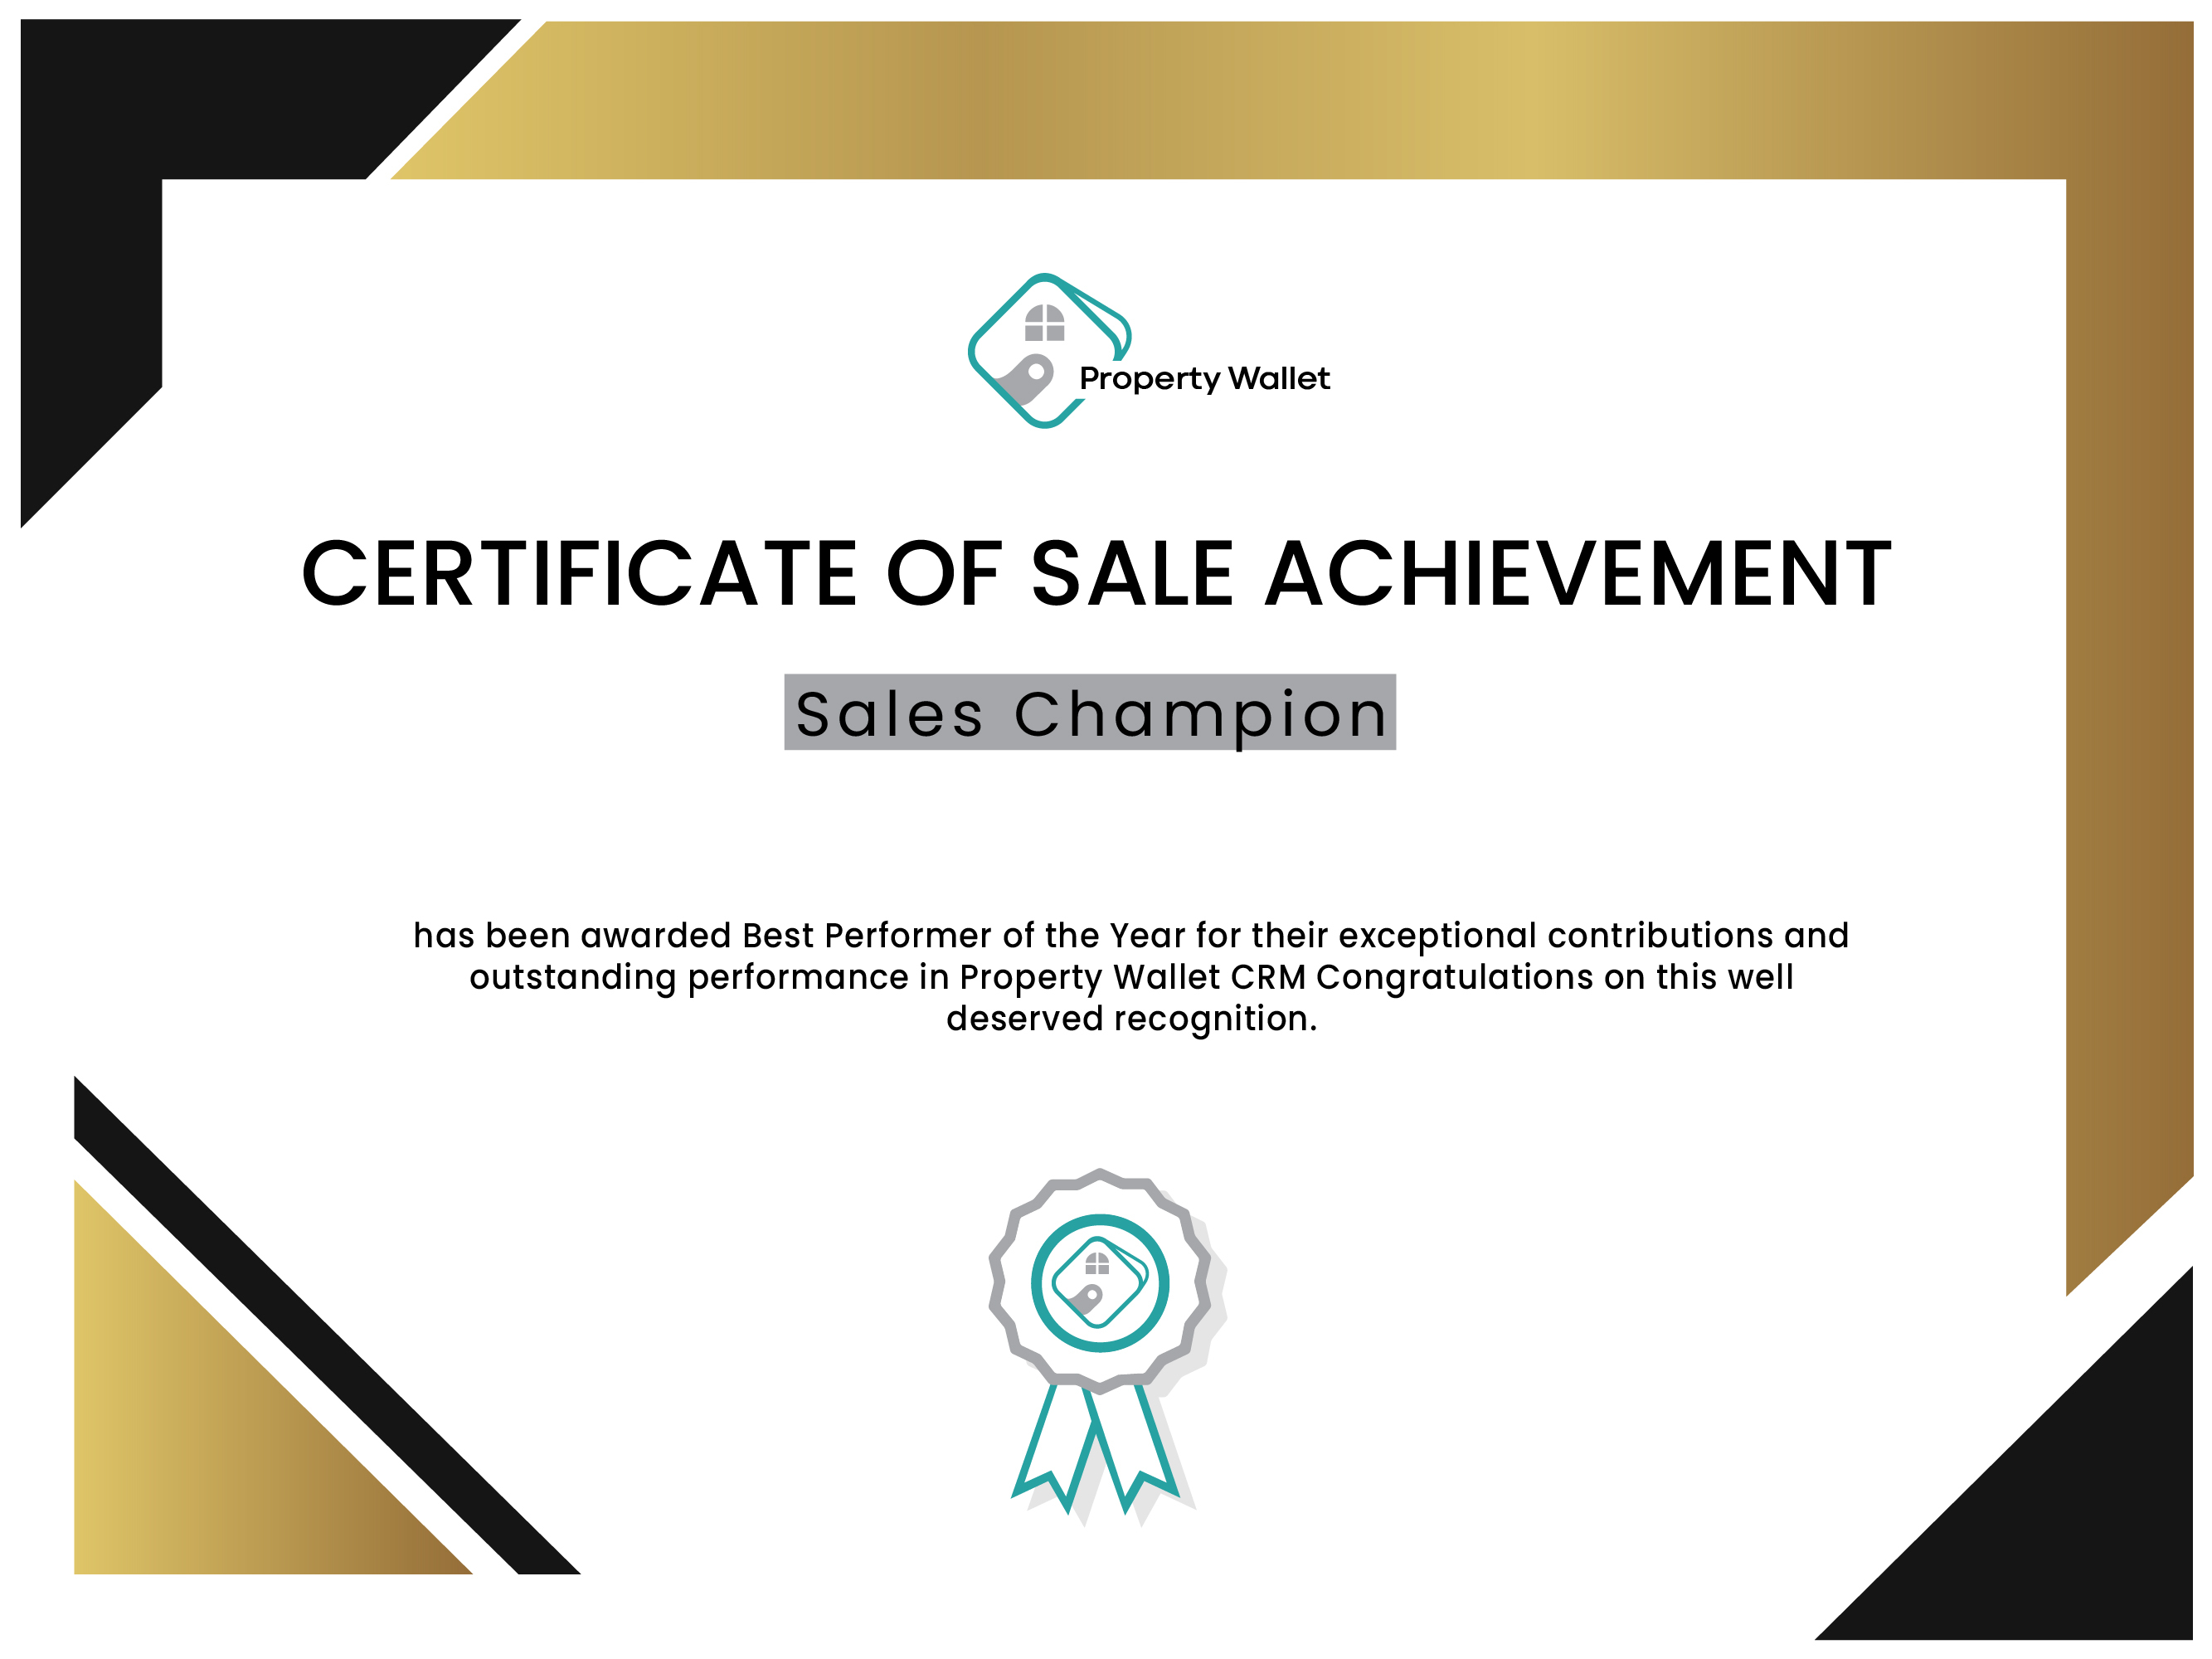 Property Wallet
CERTIFICATE OF SALE ACHIEVEMENT
Sales Champion
has been awarded Best Performer of the Year for their exceptional contributions and
outstanding performance in Property Wallet CRM Congratulations on this well
deserved recognition.